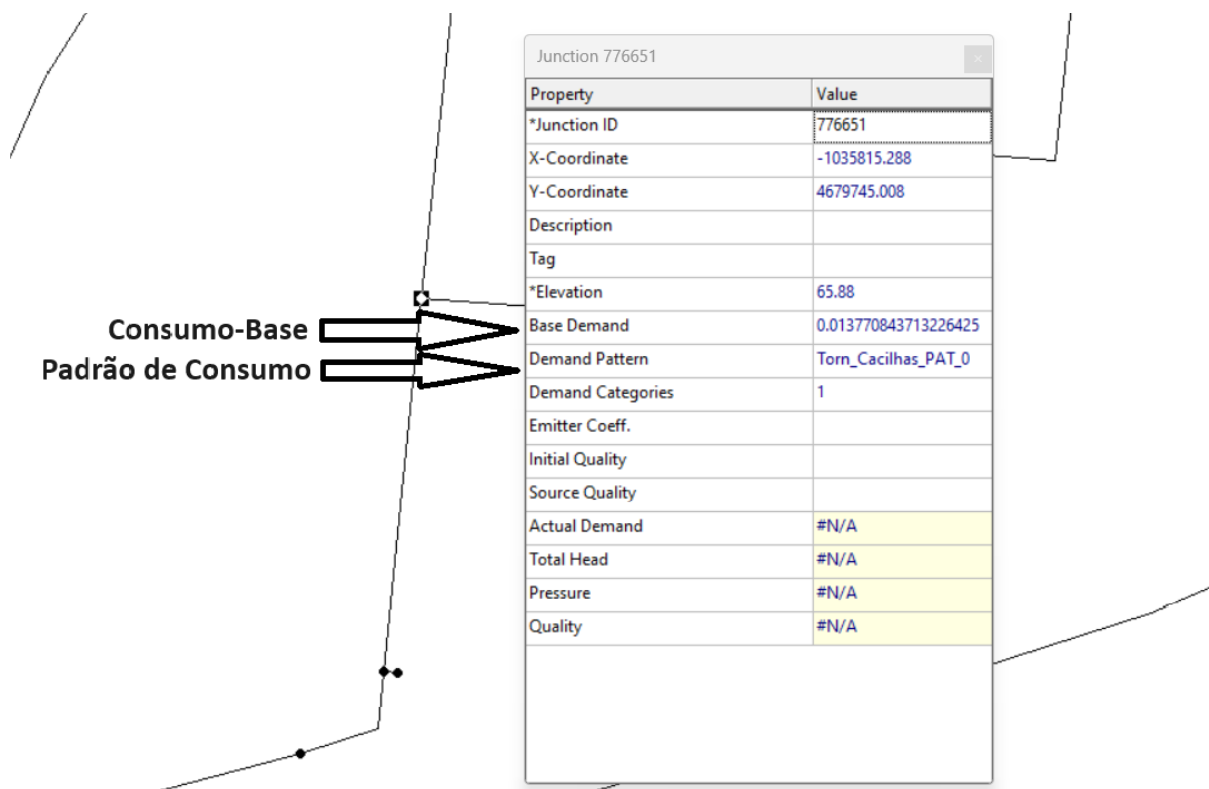 Junction 776651
Property Value
*Junction ID 776651
X-Coordinate -1035815.288
Y-Coordinate 4679745.008
Description
Tag
*Elevation 65.88
Consumo-Base Base Demand 0.013770843713226425
Padrão de Consumo Demand Pattern Torn_Cacilhas_PAT_0
Demand Categories 1
Emitter Coeff.
Initial Quality
Source Quality
Actual Demand #N/A
Total Head #N/A
Pressure #N/A
Quality #N/A